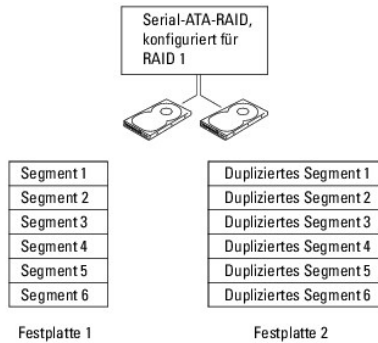 Serial-ATA-RAID,
konfiguriert für
RAID 1
Segment 1
Segment 2
Segment 3
Segment 4
Segment 5
Segment 6
Festplatte 1
Dupliziertes Segment 1
Dupliziertes Segment 2
Dupliziertes Segment 3
Dupliziertes Segment 4
Dupliziertes Segment 5
Dupliziertes Segment 6
Festplatte 2